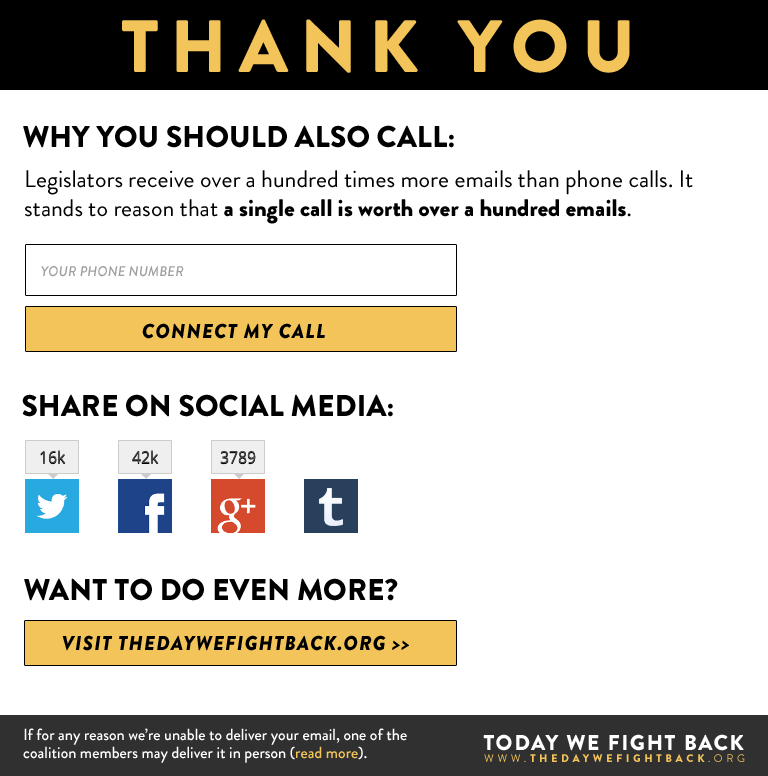 THANK YOU
WHY YOU SHOULD ALSO CALL:
Legislators receive over a hundred times more emails than phone calls. It
stands to reason that a single call is worth over a hundred emails.
YOUR PHONE NUMBER
CONNECT MY CALL
SHARE ON SOCIAL MEDIA:
16k 42k 3789
f g+ t
WANT TO DO EVEN MORE?
VISIT THEDAYWEFIGHTBACK.ORG >>
If for any reason we're unable to deliver your email, one of the
coalition members may deliver it in person (read more).
TODAY WE FIGHT BACK
WWW.THEDAYWEFIGHTBACK.ORG